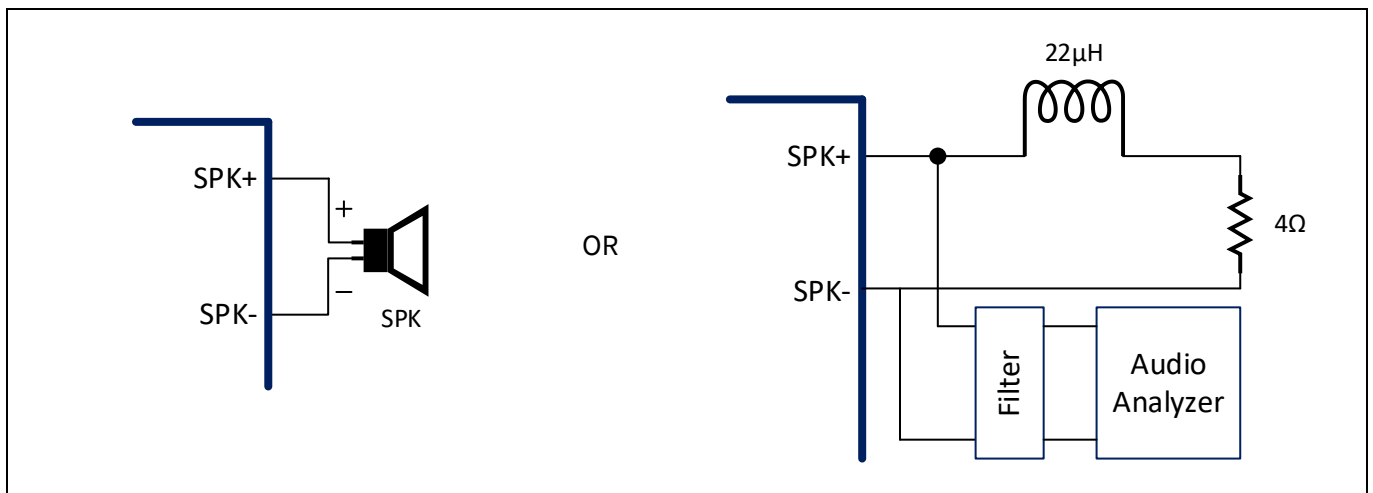 SPK+
+
−
SPK-
SPK
OR
22µH
SPK+
4Ω
SPK-
Filter
Audio
Analyzer